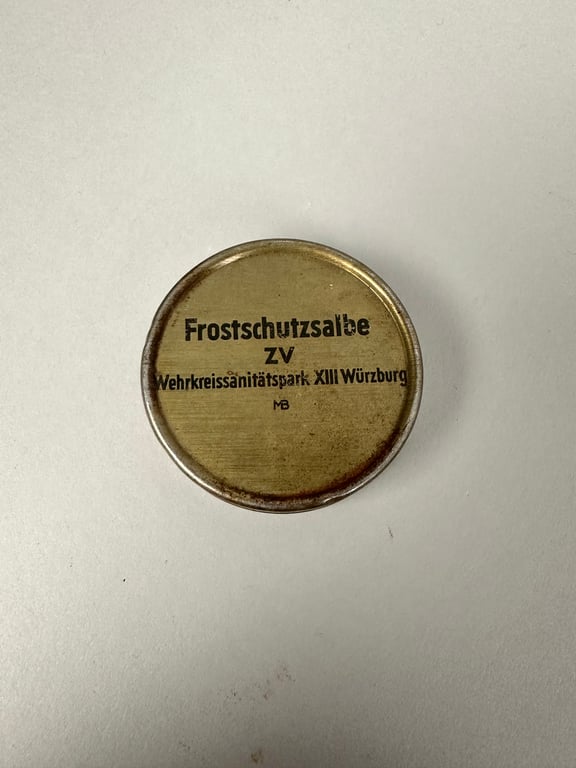 Frostschutzsalbe
ZV
Wehrkreissanitätspark XIII Würzburg
MB